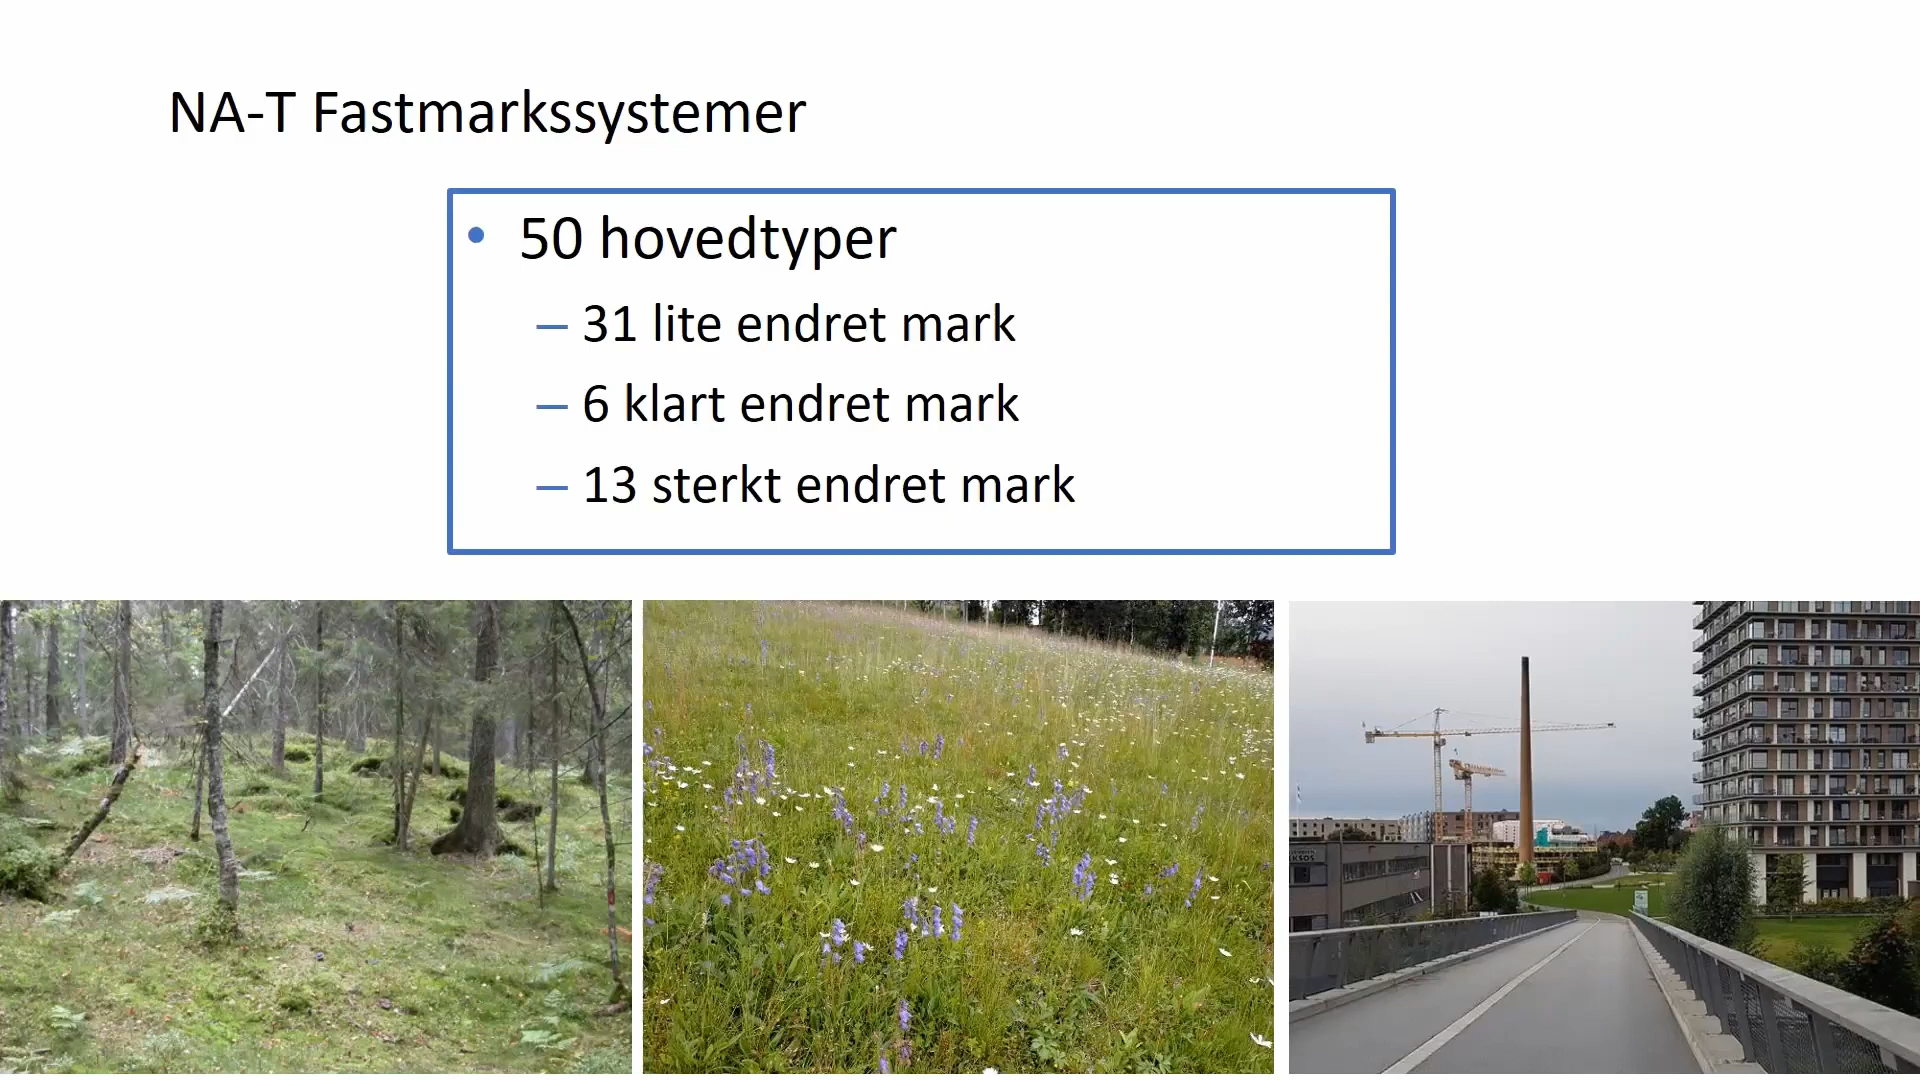 NA-T Fastmarkssystemer
• 50 hovedtyper
– 31 lite endret mark
– 6 klart endret mark
– 13 sterkt endret mark